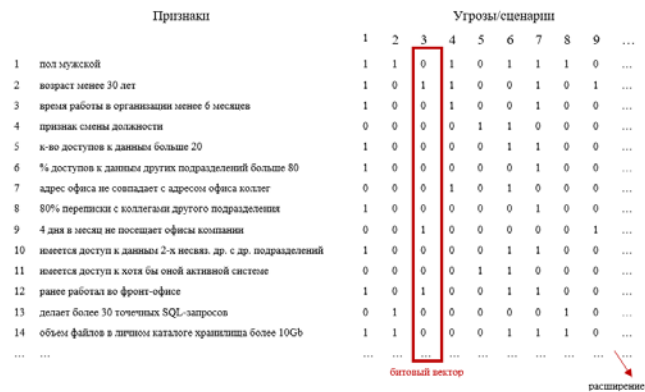 Признаки Угрозы/сценарии
1 2 3 4 5 6 7 8 9 …
1 пол мужской 1 1 0 1 0 1 1 1 0 …
2 возраст менее 30 лет 1 0 1 1 0 0 1 0 1 …
3 время работы в организации менее 6 месяцев 1 0 0 1 0 0 1 0 0 …
4 признак смены должности 0 0 0 0 1 1 0 0 0 …
5 к-во доступов к данным больше 20 1 0 0 0 0 1 1 0 0 …
6 % доступов к данным других подразделений больше 80 1 0 0 0 0 0 1 0 0 …
7 адрес офиса не совпадает с адресом офиса коллег 0 0 0 1 0 1 0 0 0 …
8 80% переписки с коллегами другого подразделения 1 0 0 0 0 0 1 0 0 …
9 4 дня в месяц не посещает офисы компании 0 0 1 0 0 0 0 0 1 …
10 имеется доступ к данным 2-х несвяз. др. с др. подразделений 1 0 0 0 0 1 1 0 0 …
11 имеется доступ к хотя бы оной активной системе 0 0 0 0 1 1 0 0 0 …
12 ранее работал во фронт-офисе 1 0 1 0 0 1 1 0 0 …
13 делает более 30 точечных SQL-запросов 0 1 0 0 0 0 0 1 0 …
14 объем файлов в личном каталоге хранилища более 10Gb 1 1 0 0 0 1 1 1 0 …
… … … … … … … … … … … … …
битовый вектор
расширение